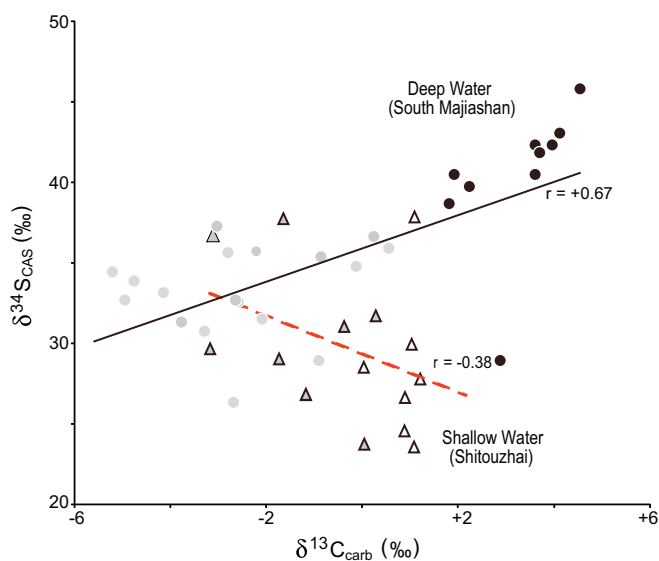 50
Deep Water
(South Majiashan)
40
r = +0.67
δ34SCAS (‰)
30
r = -0.38
Shallow Water
(Shitouzhai)
20
-6
-2
+2
+6
δ13Ccarb (‰)